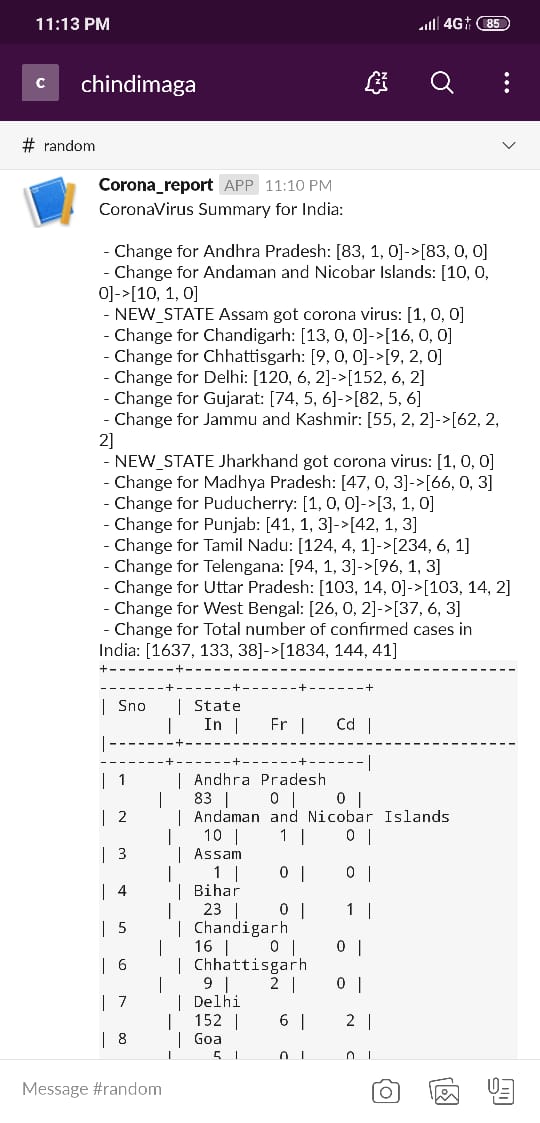 11:13 PM
4G
85
C
chindimaga
# random
Corona_report APP 11:10 PM
CoronaVirus Summary for India:
- Change for Andhra Pradesh: [83, 1, 0]->[83, 0, 0]
- Change for Andaman and Nicobar Islands: [10, 0,
0]->[10, 1, 0]
- NEW_STATE Assam got corona virus: [1, 0, 0]
- Change for Chandigarh: [13, 0, 0]->[16, 0, 0]
- Change for Chhattisgarh: [9, 0, 0]->[9, 2, 0]
- Change for Delhi: [120, 6, 2]->[152, 6, 2]
- Change for Gujarat: [74, 5, 6]->[82, 5, 6]
- Change for Jammu and Kashmir: [55, 2, 2]->[62, 2,
2]
- NEW_STATE Jharkhand got corona virus: [1, 0, 0]
- Change for Madhya Pradesh: [47, 0, 3]->[66, 0, 3]
- Change for Puducherry: [1, 0, 0]->[3, 1, 0]
- Change for Punjab: [41, 1, 3]->[42, 1, 3]
- Change for Tamil Nadu: [124, 4, 1]->[234, 6, 1]
- Change for Telengana: [94, 1, 3]->[96, 1, 3]
- Change for Uttar Pradesh: [103, 14, 0]->[103, 14, 2]
- Change for West Bengal: [26, 0, 2]->[37, 6, 3]
- Change for Total number of confirmed cases in
India: [1637, 133, 38]->[1834, 144, 41]
+-------+------------------------------------
-------+------+------+------+
| Sno | State
| In | Fr | Cd |
|-------+------------------------------------
-------+------+------+------|
| 1 | Andhra Pradesh
| 83 | 0 | 0 |
| 2 | Andaman and Nicobar Islands
| 10 | 1 | 0 |
| 3 | Assam
| 1 | 0 | 0 |
| 4 | Bihar
| 23 | 0 | 1 |
| 5 | Chandigarh
| 16 | 0 | 0 |
| 6 | Chhattisgarh
| 9 | 2 | 0 |
| 7 | Delhi
| 152 | 6 | 2 |
| 8 | Goa
| 5 | 0 | 0 |
Message #random